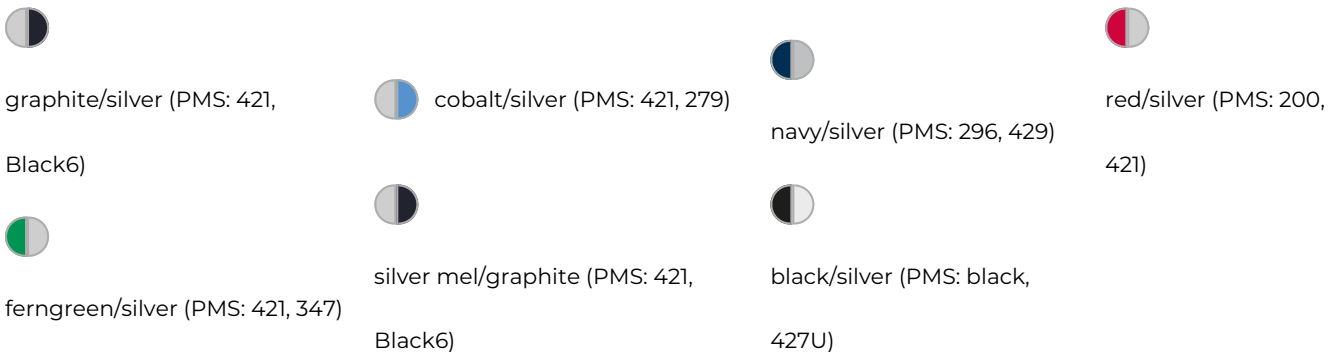 graphite/silver (PMS: 421,
Black6)
cobalt/silver (PMS: 421, 279)
navy/silver (PMS: 296, 429)
red/silver (PMS: 200,
421)
ferngreen/silver (PMS: 421, 347)
silver mel/graphite (PMS: 421,
Black6)
black/silver (PMS: black,
427U)